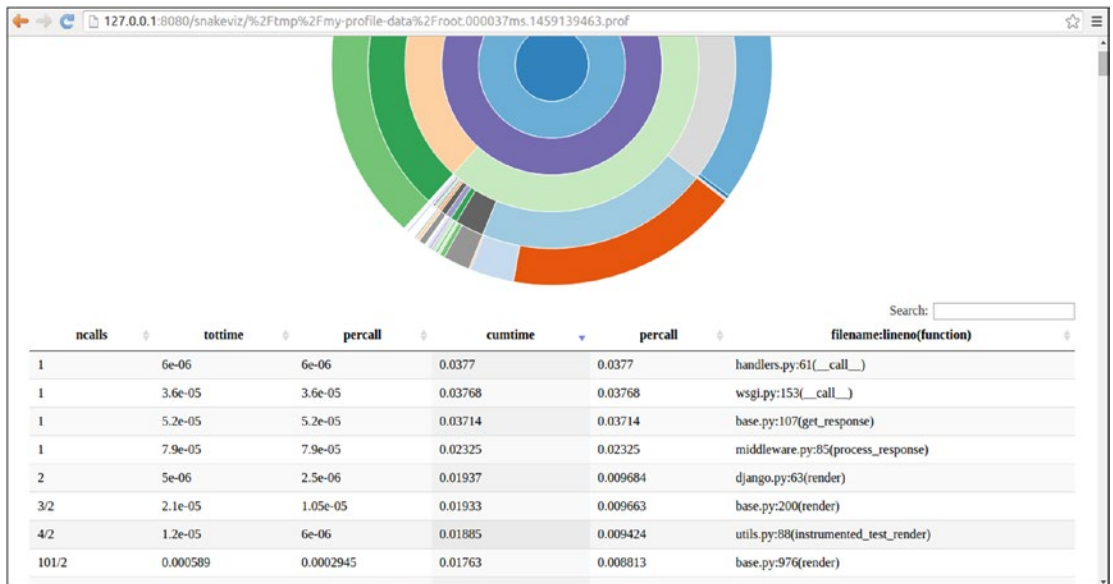 127.0.0.1:8080/snakeviz/%2Ftmp%2Fmy-profile-data%2Froot.000037ms.1459139463.prof
Search:
ncalls tottime percall cumtime percall filename:lineno(function)
1 6e-06 6e-06 0.0377 0.0377 handlers.py:61(__call__)
1 3.6e-05 3.6e-05 0.03768 0.03768 wsgi.py:153(__call__)
1 5.2e-05 5.2e-05 0.03714 0.03714 base.py:107(get_response)
1 7.9e-05 7.9e-05 0.02325 0.02325 middleware.py:85(process_response)
2 5e-06 2.5e-06 0.01937 0.009684 django.py:63(render)
3/2 2.1e-05 1.05e-05 0.01933 0.009663 base.py:200(render)
4/2 1.2e-05 6e-06 0.01885 0.009424 utils.py:88(instrumented_test_render)
101/2 0.000589 0.0002945 0.01763 0.008813 base.py:976(render)